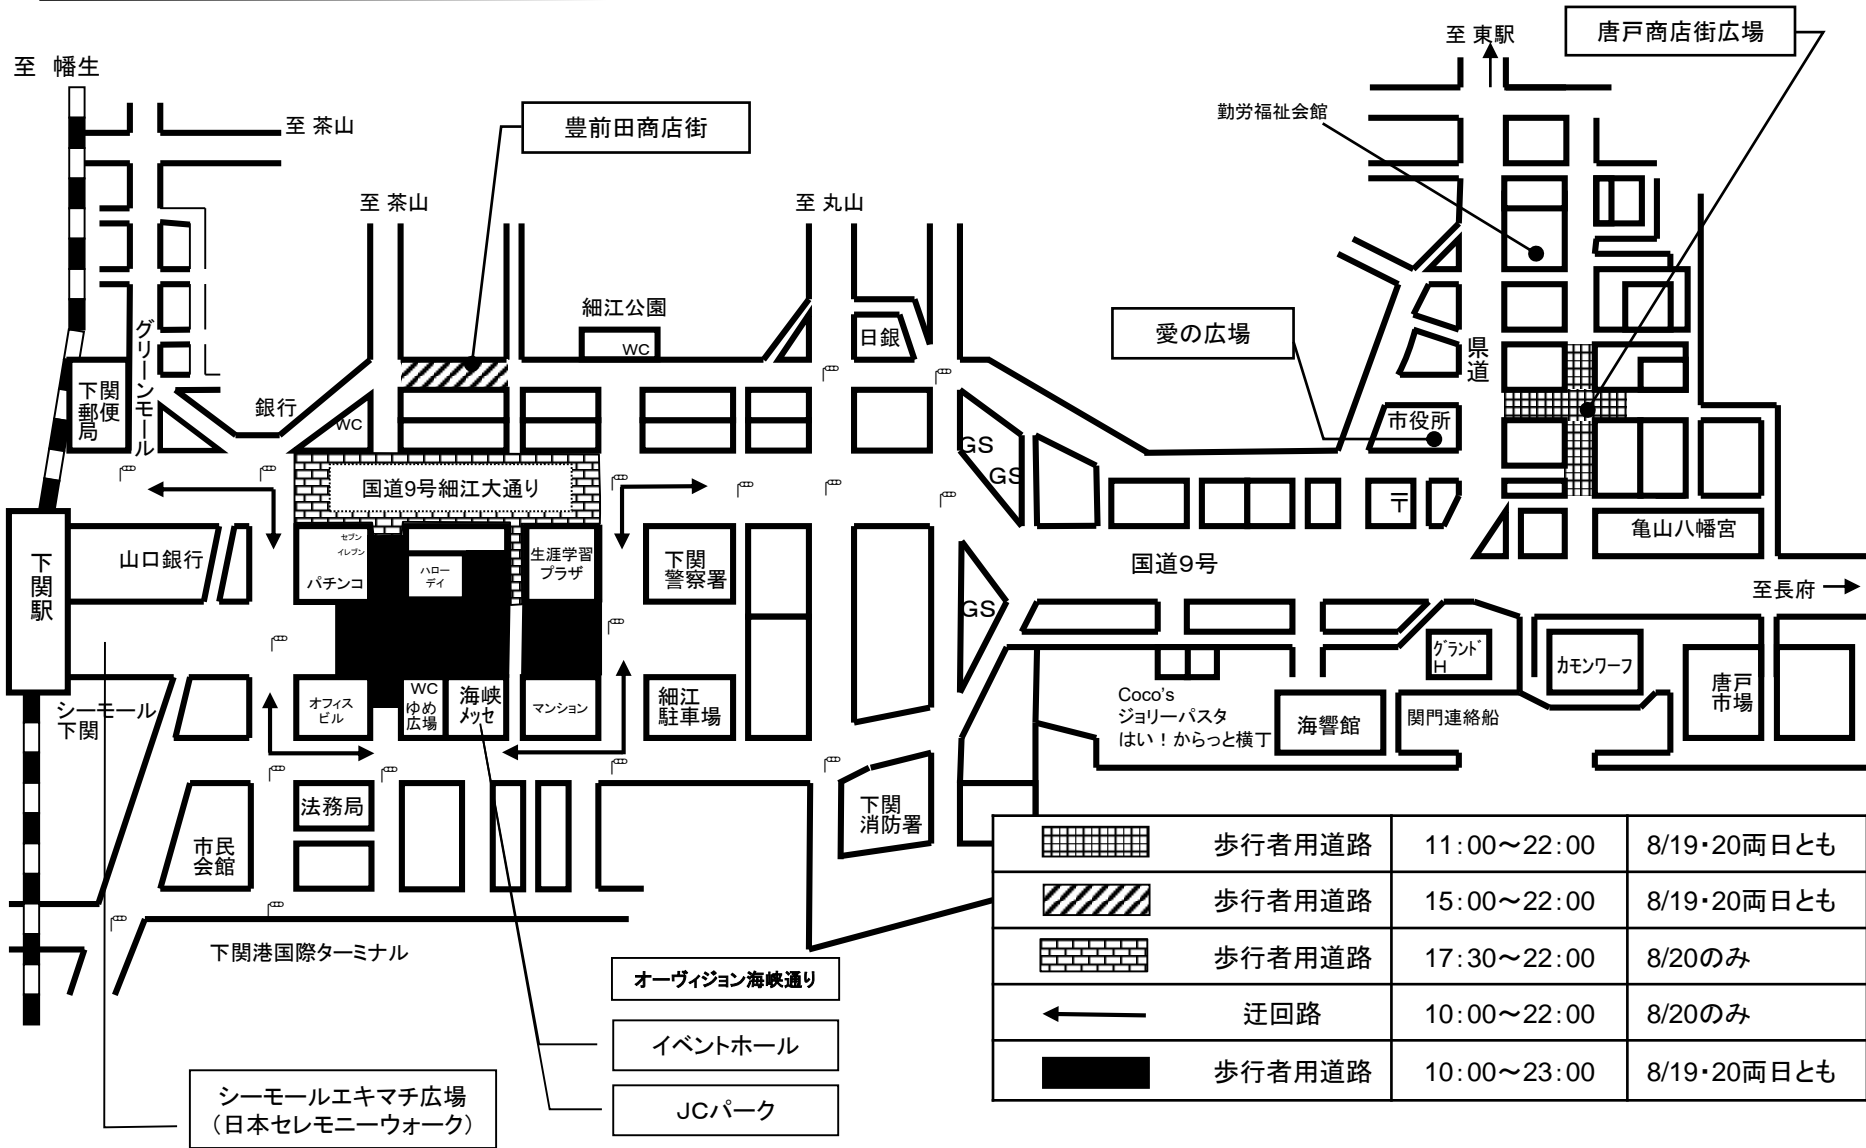 至 東駅
唐戸商店街広場
至 幡生
勤労福祉会館
至 茶山
豊前田商店街
至 茶山
至 丸山
細江公園
WC
日銀
愛の広場
県道
グリーンモール
下関
郵便局
銀行
WC
市役所
GS
GS
国道9号細江大通り
〒
亀山八幡宮
下関駅
山口銀行
セブン
イレブン
パチンコ
ハロー
デイ
生涯学習
プラザ
下関
警察署
国道9号
至長府
GS
グランド
H
カモンワーフ
唐戸
市場
シーモール
下関
オフィス
ビル
WC
ゆめ
広場
海峡
メッセ
マンション
細江
駐車場
Coco's
ジョリーパスタ
はい！からっと横丁
海響館
関門連絡船
法務局
市民
会館
下関
消防署
下関港国際ターミナル
オーヴィジョン海峡通り
イベントホール
JCパーク
シーモールエキマチ広場
（日本セレモニーウォーク）
歩行者用道路 11:00～22:00 8/19・20両日とも
歩行者用道路 15:00～22:00 8/19・20両日とも
歩行者用道路 17:30～22:00 8/20のみ
迂回路 10:00～22:00 8/20のみ
歩行者用道路 10:00～23:00 8/19・20両日とも